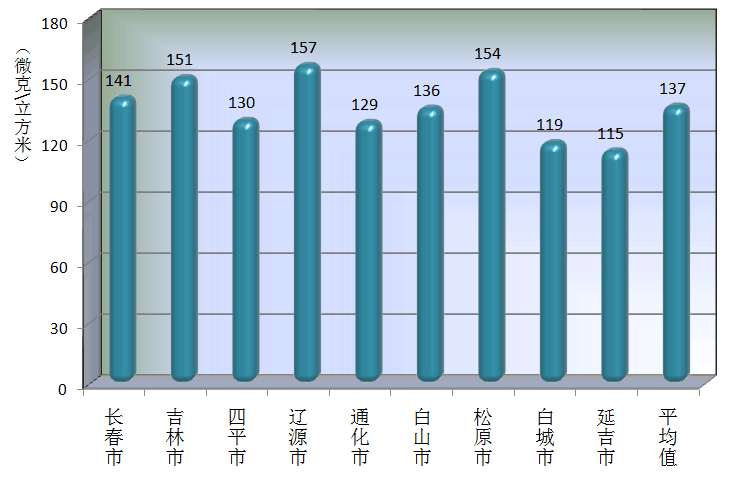 （微克\立方米）
180
150
120
90
60
30
0
141
151
130
157
129
136
154
119
115
137
长春市
吉林市
四平市
辽源市
通化市
白山市
松原市
白城市
延吉市
平均值